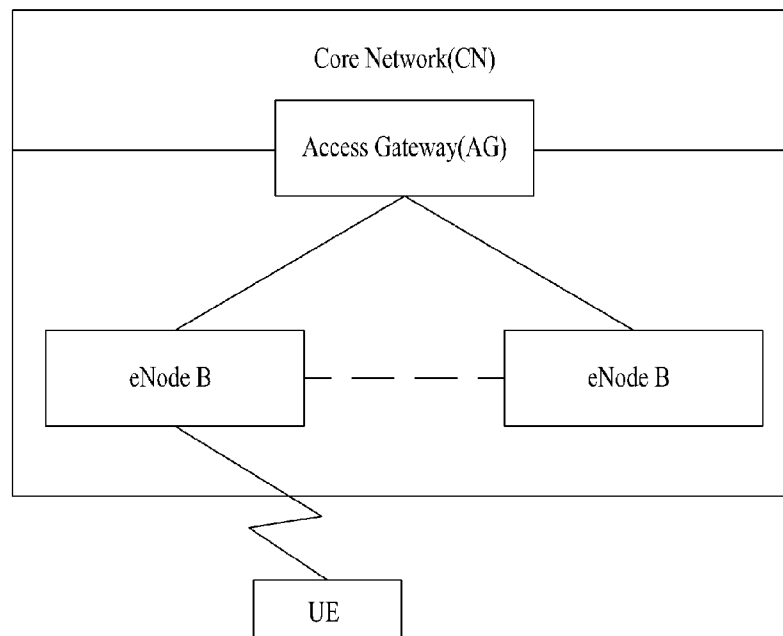 Core Network(CN)
Access Gateway(AG)
eNode B
eNode B
UE